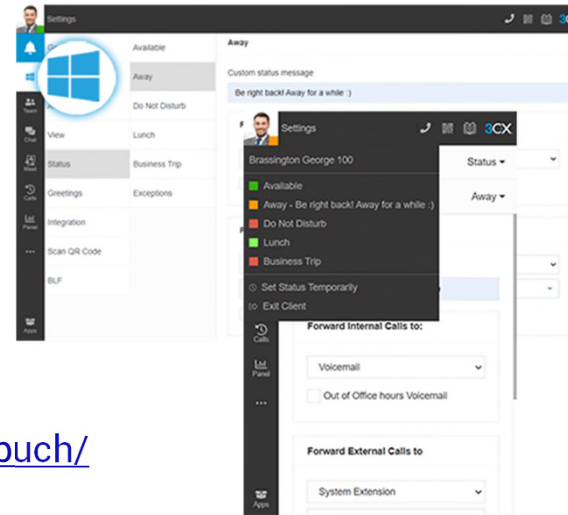 Settings
3C
Away
Available
Custom status message
Away
Be right back! Away for a while :)
Team
Do Not Disturb
Chat
View
Lunch
Meet
Status
Business Trip
Calls
Greetings
Exceptions
Panel
Integration
Scan QR Code
BLF
Apps
Settings
3CX
Brassington George 100
Status
Available
Away
Away - Be right back! Away for a while :)
Do Not Disturb
Lunch
Business Trip
Set Status Temporarily
Exit Client
Calls
Forward Internal Calls to:
Panel
Voicemail
Out of Office hours Voicemail
Forward External Calls to
System Extension
Apps
buch/